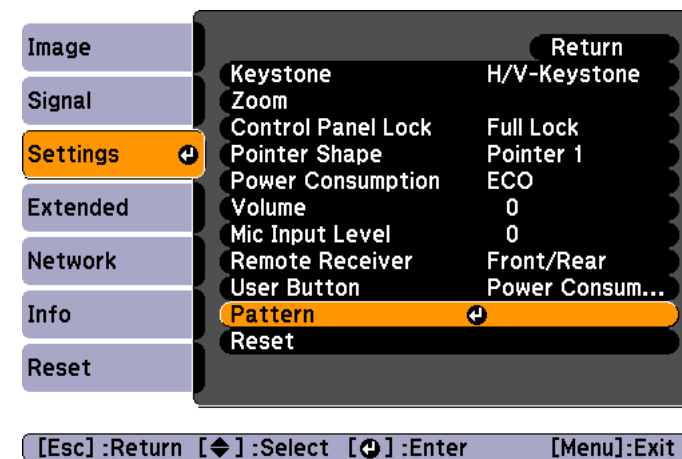 Image
Signal
Settings
Extended
Network
Info
Reset
Return
Keystone H/V-Keystone
Zoom
Control Panel Lock Full Lock
Pointer Shape Pointer 1
Power Consumption ECO
Volume 0
Mic Input Level 0
Remote Receiver Front/Rear
User Button Power Consum...
Pattern
Reset
[Esc] :Return [◆] :Select [⏎] :Enter [Menu]:Exit